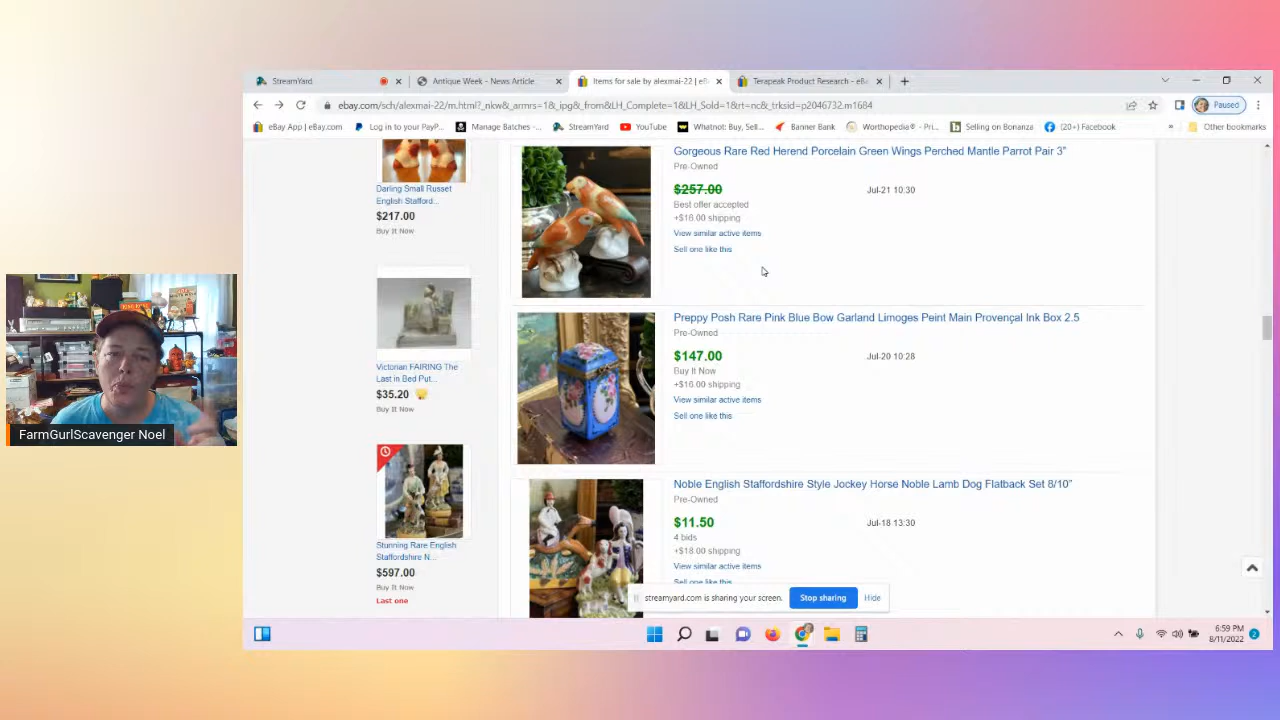 StreamYard
Antique Week - News Article
Items for sale by alexmai-22 | eB
Terapeak Product Research - eB
ebay.com/sch/alexmai-22/m.html?_nkw&_armrs=1&_ipg&_from&LH_Complete=1&LH_Sold=1&rt=nc&_trksid=p2046732.m1684
Paused
eBay App | eBay.com
Log in to your PayP...
Manage Batches -...
StreamYard
YouTube
Whatnot: Buy, Sell...
Banner Bank
Worthopedia® - Pri...
Selling on Bonanza
(20+) Facebook
»
Other bookmarks
Darling Small Russet
English Stafford...
$217.00
Buy It Now
Victorian FAIRING The
Last in Bed Put...
$35.20
Buy It Now
Stunning Rare English
Staffordshire N...
$597.00
Buy It Now
Last one
Gorgeous Rare Red Herend Porcelain Green Wings Perched Mantle Parrot Pair 3"
Pre-Owned
$257.00
Jul-21 10:30
Best offer accepted
+$18.00 shipping
View similar active items
Sell one like this
Preppy Posh Rare Pink Blue Bow Garland Limoges Peint Main Provençal Ink Box 2.5
Pre-Owned
$147.00
Jul-20 10:28
Buy It Now
+$16.00 shipping
View similar active items
Sell one like this
Noble English Staffordshire Style Jockey Horse Noble Lamb Dog Flatback Set 8/10"
Pre-Owned
$11.50
Jul-18 13:30
4 bids
+$18.00 shipping
View similar active items
Sell one like this
streamyard.com is sharing your screen.
Stop sharing
Hide
FarmGurlScavenger Noel
6:59 PM
8/11/2022
2